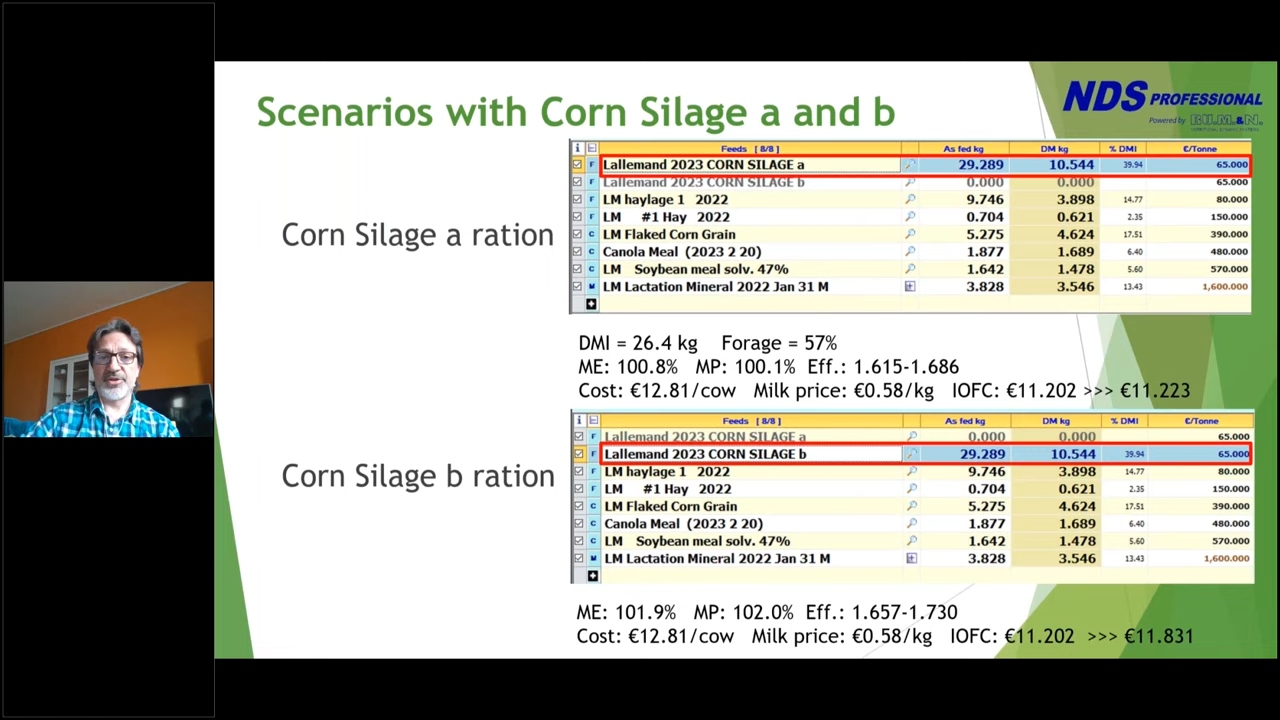 Scenarios with Corn Silage a and b
NDS PROFESSIONAL
Powered by R.U.M.&N.
Corn Silage a ration
i Feeds [ 8/8 ] As fed kg DM kg % DMI €/Tonne
F Lallemand 2023 CORN SILAGE a 29.289 10.544 39.94 65.000
F Lallemand 2023 CORN SILAGE b 0.000 0.000 65.000
F LM haylage 1 2022 9.746 3.898 14.77 80.000
F LM #1 Hay 2022 0.704 0.621 2.35 150.000
C LM Flaked Corn Grain 5.275 4.624 17.51 390.000
C Canola Meal (2023 2 20) 1.877 1.689 6.40 480.000
C LM Soybean meal solv. 47% 1.642 1.478 5.60 570.000
M LM Lactation Mineral 2022 Jan 31 M 3.828 3.546 13.43 1,600.000
DMI = 26.4 kg Forage = 57%
ME: 100.8% MP: 100.1% Eff.: 1.615-1.686
Cost: €12.81/cow Milk price: €0.58/kg IOFC: €11.202 >>> €11.223
Corn Silage b ration
i Feeds [ 8/8 ] As fed kg DM kg % DMI €/Tonne
F Lallemand 2023 CORN SILAGE a 0.000 0.000 65.000
F Lallemand 2023 CORN SILAGE b 29.289 10.544 39.94 65.000
F LM haylage 1 2022 9.746 3.898 14.77 80.000
F LM #1 Hay 2022 0.704 0.621 2.35 150.000
C LM Flaked Corn Grain 5.275 4.624 17.51 390.000
C Canola Meal (2023 2 20) 1.877 1.689 6.40 480.000
C LM Soybean meal solv. 47% 1.642 1.478 5.60 570.000
M LM Lactation Mineral 2022 Jan 31 M 3.828 3.546 13.43 1,600.000
ME: 101.9% MP: 102.0% Eff.: 1.657-1.730
Cost: €12.81/cow Milk price: €0.58/kg IOFC: €11.202 >>> €11.831